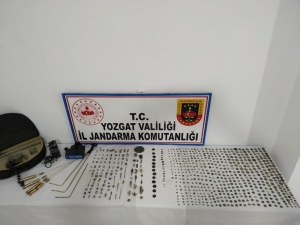 T.C.
YOZGAT VALİLİĞİ
İL JANDARMA KOMUTANLIĞI